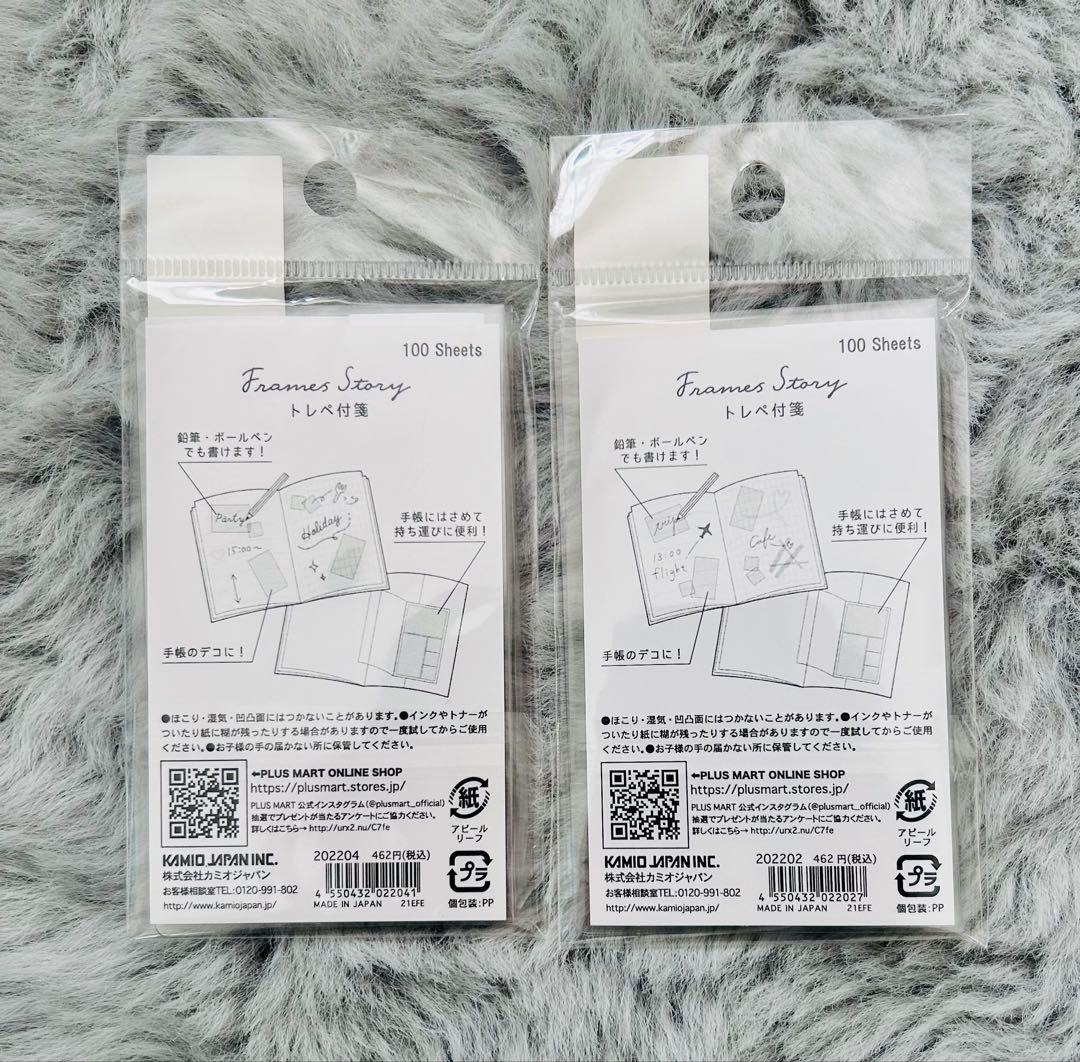 100 Sheets
Frames Story
トレペ付箋
鉛筆・ボールペン
でも書けます!
Party
15:00~
Holiday
手帳にはさめて
持ち運びに便利!
手帳のデコに!
●ほこり・湿気・凹凸面にはつかないことがあります。●インクやトナーが
ついたり紙に糊が残ったりする場合がありますので一度試してからご使用
ください。●お子様の手の届かない所に保管してください。
←PLUS MART ONLINE SHOP
https://plusmart.stores.jp/
PLUS MART 公式インスタグラム(@plusmart_official)
抽選でプレゼントが当たるアンケートにご協力ください。
詳しくはこちら→ http://urx2.nu/C7fe
紙
アピール
リーフ
KAMIO JAPAN INC.
株式会社カミオジャパン
お客様相談室TEL:0120-991-802
http://www.kamiojapan.jp/
202204 462円(税込)
4 550432 022041
MADE IN JAPAN 21EFE
プラ
個包装:PP
100 Sheets
Frames Story
トレペ付箋
鉛筆・ボールペン
でも書けます!
13:00
flight
Cafe
手帳にはさめて
持ち運びに便利!
手帳のデコに!
●ほこり・湿気・凹凸面にはつかないことがあります。●インクやトナーが
ついたり紙に糊が残ったりする場合がありますので一度試してからご使用
ください。●お子様の手の届かない所に保管してください。
←PLUS MART ONLINE SHOP
https://plusmart.stores.jp/
PLUS MART 公式インスタグラム(@plusmart_official)
抽選でプレゼントが当たるアンケートにご協力ください。
詳しくはこちら→ http://urx2.nu/C7fe
紙
アピール
リーフ
KAMIO JAPAN INC.
株式会社カミオジャパン
お客様相談室TEL:0120-991-802
http://www.kamiojapan.jp/
202202 462円(税込)
4 550432 022027
MADE IN JAPAN 21EFE
プラ
個包装:PP